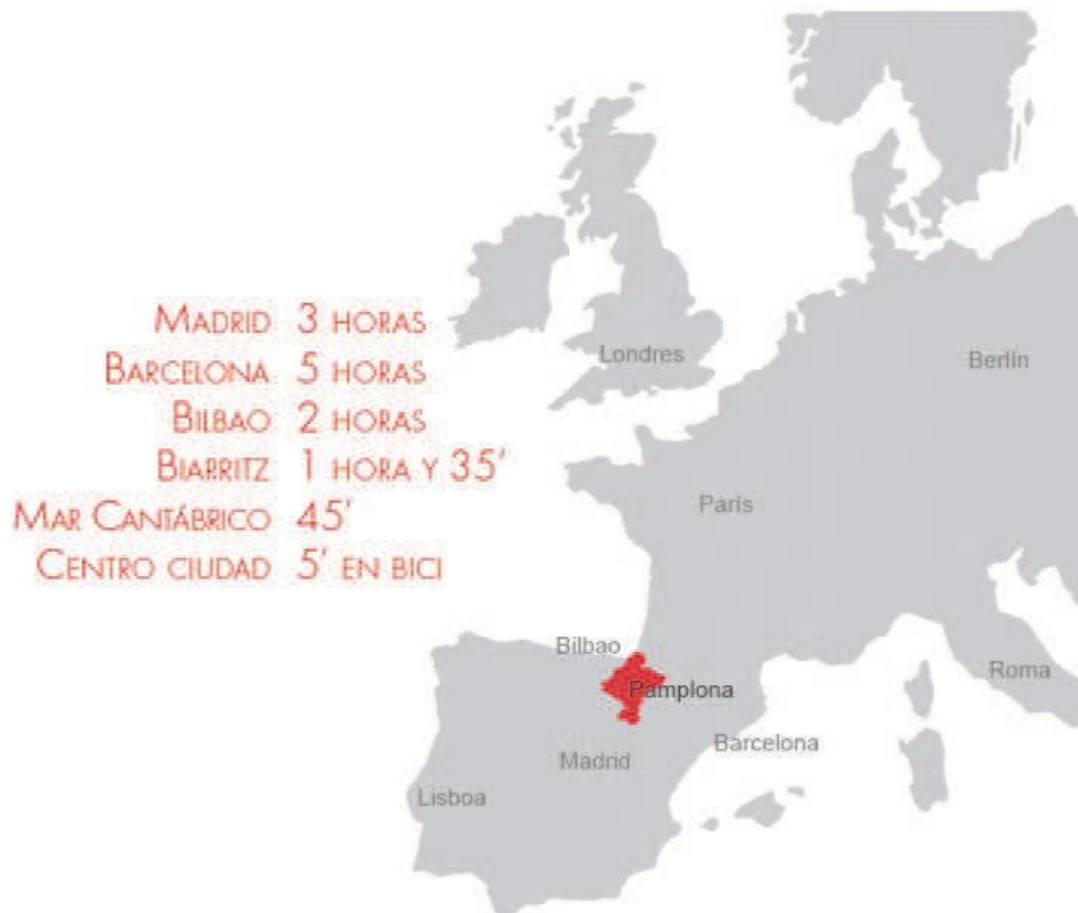 MADRID 3 HORAS
BARCELONA 5 HORAS
BILBAO 2 HORAS
BIARRITZ 1 HORA Y 35'
MAR CANTÁBRICO 45'
CENTRO CIUDAD 5' EN BICI
Londres
Berlín
París
Bilbao
Pamplona
Roma
Barcelona
Madrid
Lisboa